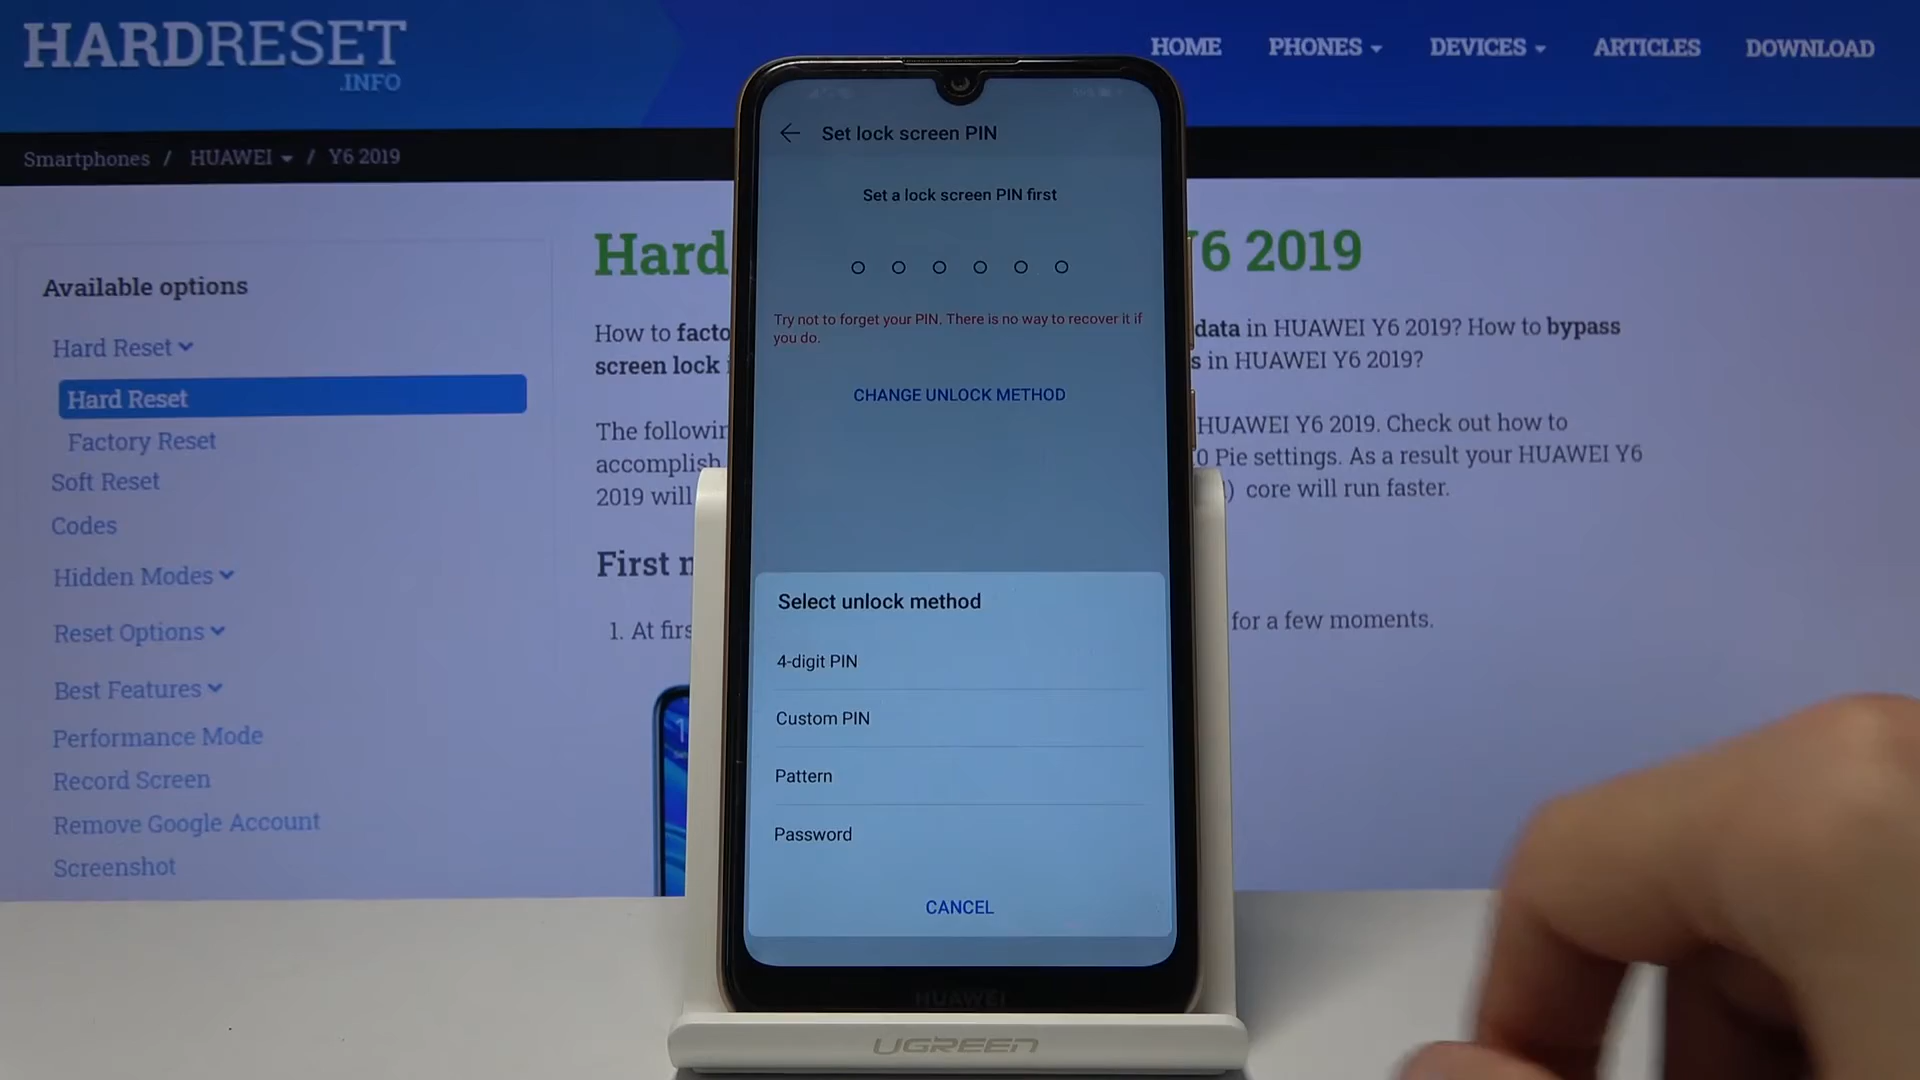 HARDRESET
.INFO
HOME PHONES DEVICES ARTICLES DOWNLOAD
Smartphones / HUAWEI / Y6 2019
Available options
Hard Reset
Hard Reset
Factory Reset
Soft Reset
Codes
Hidden Modes
Reset Options
Best Features
Performance Mode
Record Screen
Remove Google Account
Screenshot
Hard Y6 2019
How to facto data in HUAWEI Y6 2019? How to bypass
screen lock s in HUAWEI Y6 2019?
The followin HUAWEI Y6 2019. Check out how to
accomplish 0 Pie settings. As a result your HUAWEI Y6
2019 will ) core will run faster.
First
1. At firs for a few moments.
Set lock screen PIN
Set a lock screen PIN first
Try not to forget your PIN. There is no way to recover it if
you do.
CHANGE UNLOCK METHOD
Select unlock method
4-digit PIN
Custom PIN
Pattern
Password
CANCEL
HUAWEI
UGREEN